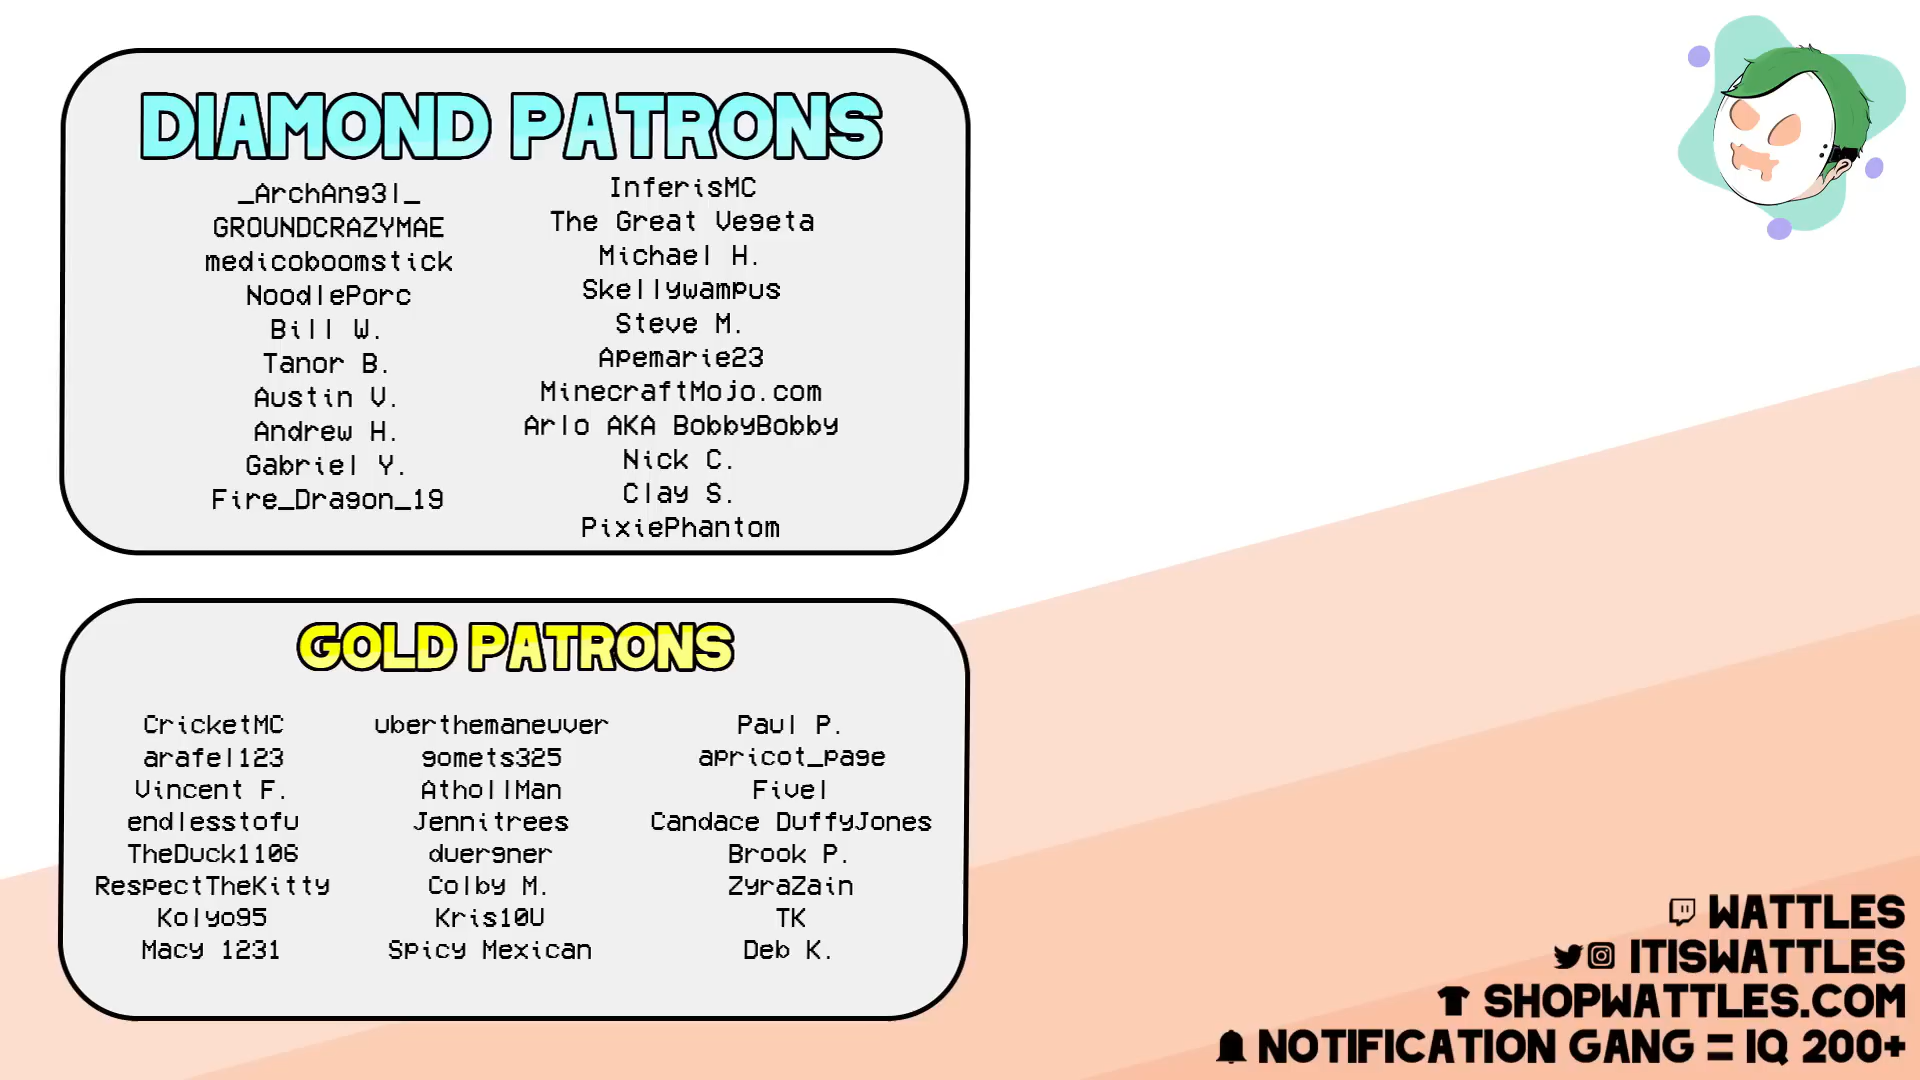 DIAMOND PATRONS
_ArchAng3l_
GROUNDCRAZYMAE
medicoboomstick
NoodlePorc
Bill W.
Tanor B.
Austin V.
Andrew H.
Gabriel Y.
Fire_Dragon_19
InferisMC
The Great Vegeta
Michael H.
Skellywampus
Steve M.
Apemarie23
MinecraftMojo.com
Arlo AKA BobbyBobby
Nick C.
Clay S.
PixiePhantom
GOLD PATRONS
CricketMC
arafel123
Vincent F.
endlesstofu
TheDuck1106
RespectTheKitty
Kolyo95
Macy 1231
uberthemaneuver
gomets325
AthollMan
Jennitrees
duergner
Colby M.
Kris10U
Spicy Mexican
Paul P.
apricot_page
Fivel
Candace DuffyJones
Brook P.
ZyraZain
TK
Deb K.
WATTLES
ITISWATTLES
SHOPWATTLES.COM
NOTIFICATION GANG = IQ 200+